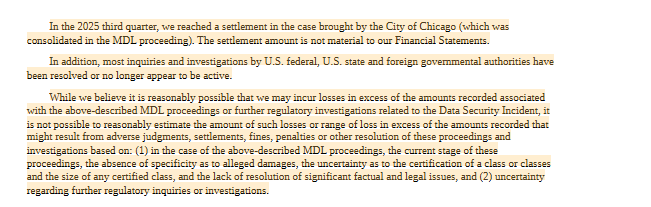 In the 2025 third quarter, we reached a settlement in the case brought by the City of Chicago (which was
consolidated in the MDL proceeding). The settlement amount is not material to our Financial Statements.
In addition, most inquiries and investigations by U.S. federal, U.S. state and foreign governmental authorities have
been resolved or no longer appear to be active.
While we believe it is reasonably possible that we may incur losses in excess of the amounts recorded associated
with the above-described MDL proceedings or further regulatory investigations related to the Data Security Incident, it
is not possible to reasonably estimate the amount of such losses or range of loss in excess of the amounts recorded that
might result from adverse judgments, settlements, fines, penalties or other resolution of these proceedings and
investigations based on: (1) in the case of the above-described MDL proceedings, the current stage of these
proceedings, the absence of specificity as to alleged damages, the uncertainty as to the certification of a class or classes
and the size of any certified class, and the lack of resolution of significant factual and legal issues, and (2) uncertainty
regarding further regulatory inquiries or investigations.